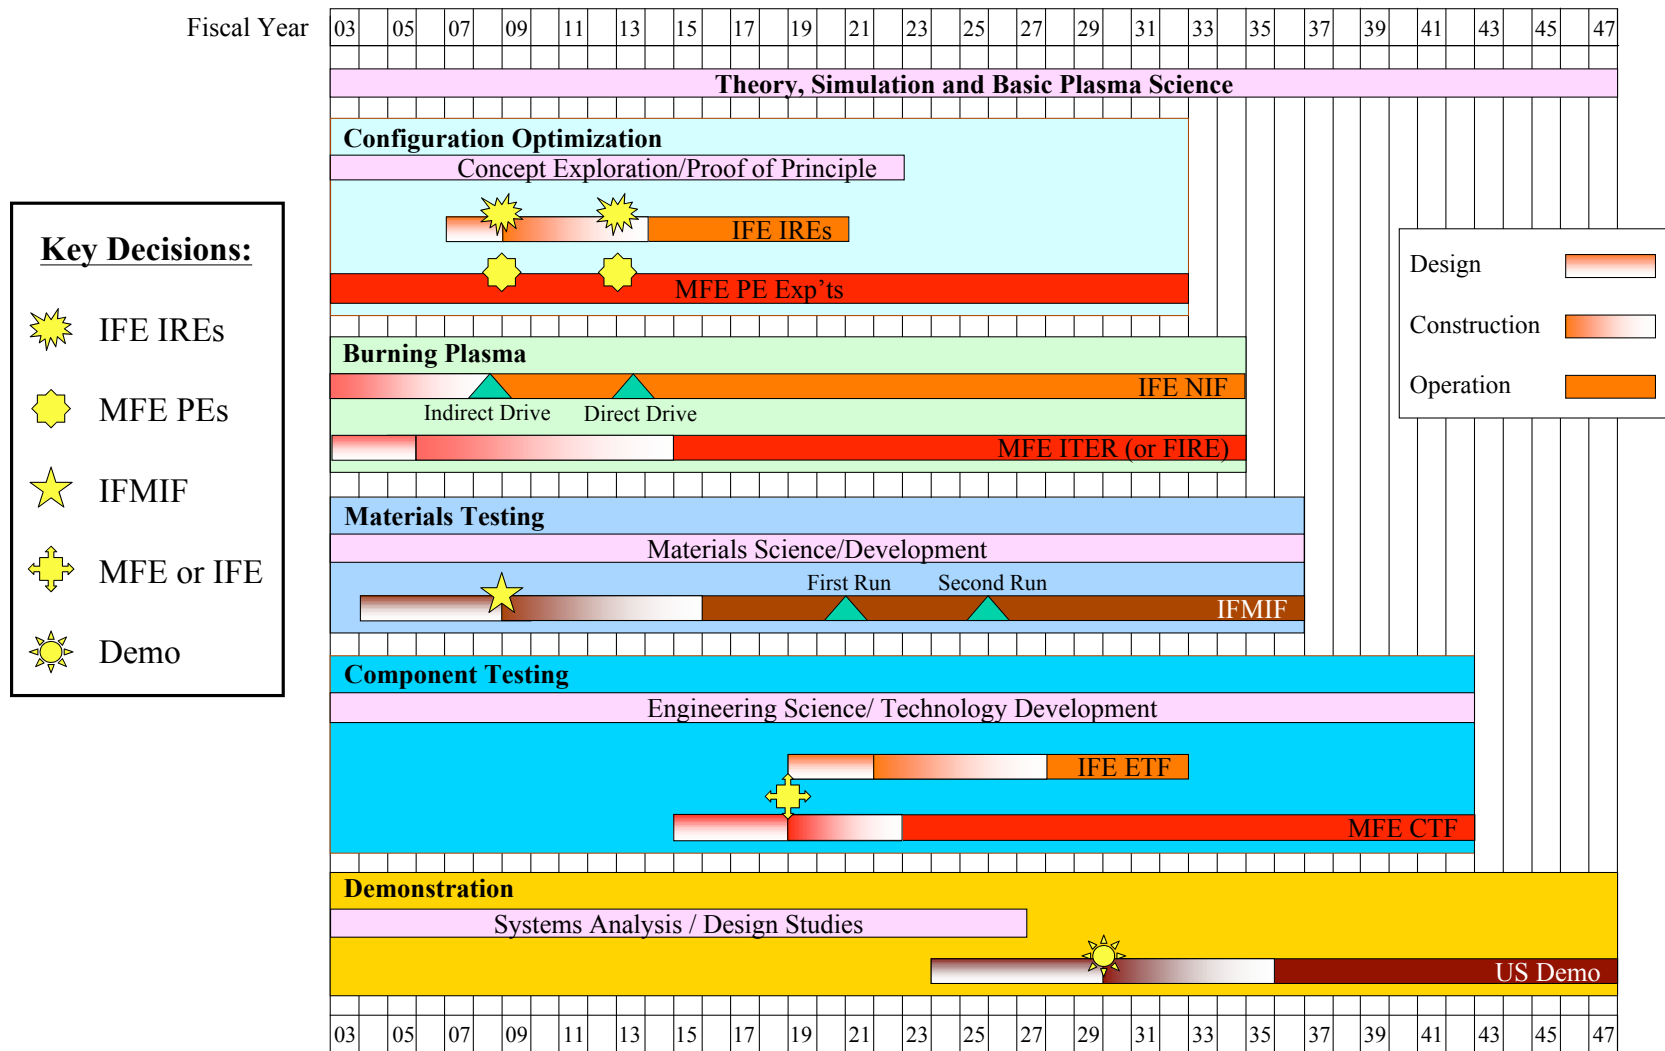 Fiscal Year 03 05 07 09 11 13 15 17 19 21 23 25 27 29 31 33 35 37 39 41 43 45 47
Theory, Simulation and Basic Plasma Science
Configuration Optimization
Concept Exploration/Proof of Principle
IFE IREs
MFE PE Exp’ts
Burning Plasma
IFE NIF
Indirect Drive Direct Drive
MFE ITER (or FIRE)
Materials Testing
Materials Science/Development
First Run Second Run
IFMIF
Component Testing
Engineering Science/ Technology Development
IFE ETF
MFE CTF
Demonstration
Systems Analysis / Design Studies
US Demo
03 05 07 09 11 13 15 17 19 21 23 25 27 29 31 33 35 37 39 41 43 45 47
Key Decisions:
IFE IREs
MFE PEs
IFMIF
MFE or IFE
Demo
Design
Construction
Operation